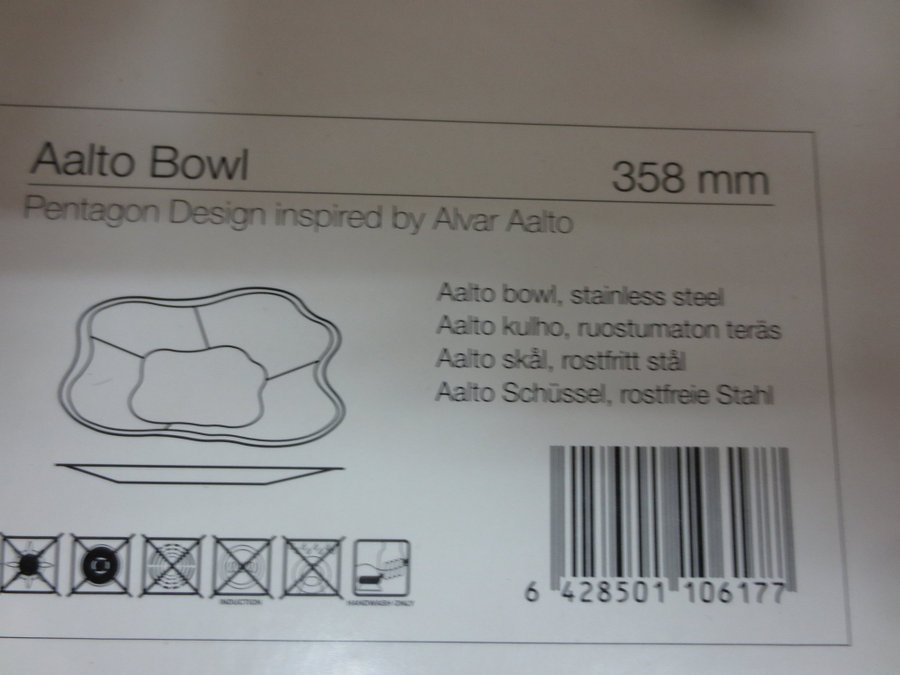 Aalto Bowl 358 mm
Pentagon Design inspired by Alvar Aalto
Aalto bowl, stainless steel
Aalto kulho, ruostumaton teräs
Aalto skål, rostfritt stål
Aalto Schüssel, rostfreie Stahl
INDUCTION
HANDWASH ONLY
6 428501 106177